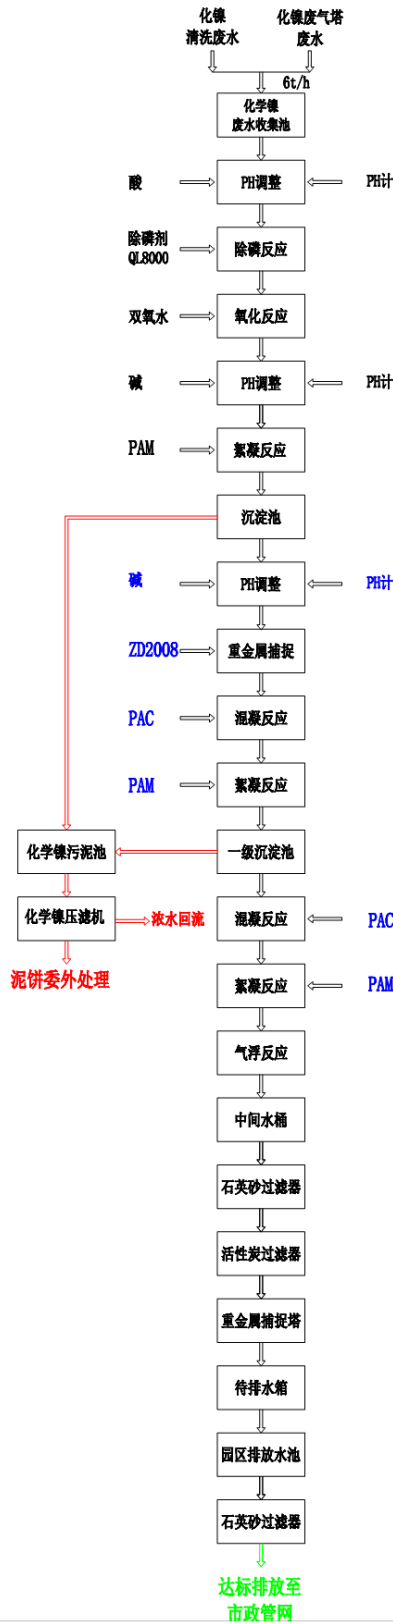 化镍
清洗废水
化镍废气塔
废水
6t/h
化学镍
废水收集池
酸
PH调整
PH计
除磷剂
QL8000
除磷反应
双氧水
氧化反应
碱
PH调整
PH计
PAM
絮凝反应
沉淀池
碱
PH调整
PH计
ZD2008
重金属捕捉
PAC
混凝反应
PAM
絮凝反应
化学镍污泥池
一级沉淀池
化学镍压滤机
浓水回流
混凝反应
PAC
泥饼委外处理
絮凝反应
PAM
气浮反应
中间水桶
石英砂过滤器
活性炭过滤器
重金属捕捉塔
待排水箱
园区排放水池
石英砂过滤器
达标排放至
市政管网